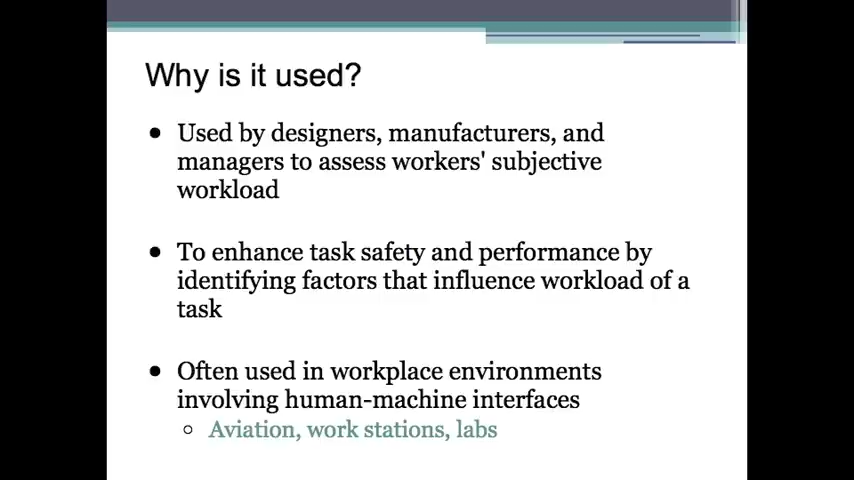 Why is it used?
● Used by designers, manufacturers, and
managers to assess workers' subjective
workload
● To enhance task safety and performance by
identifying factors that influence workload of a
task
● Often used in workplace environments
involving human-machine interfaces
○ Aviation, work stations, labs